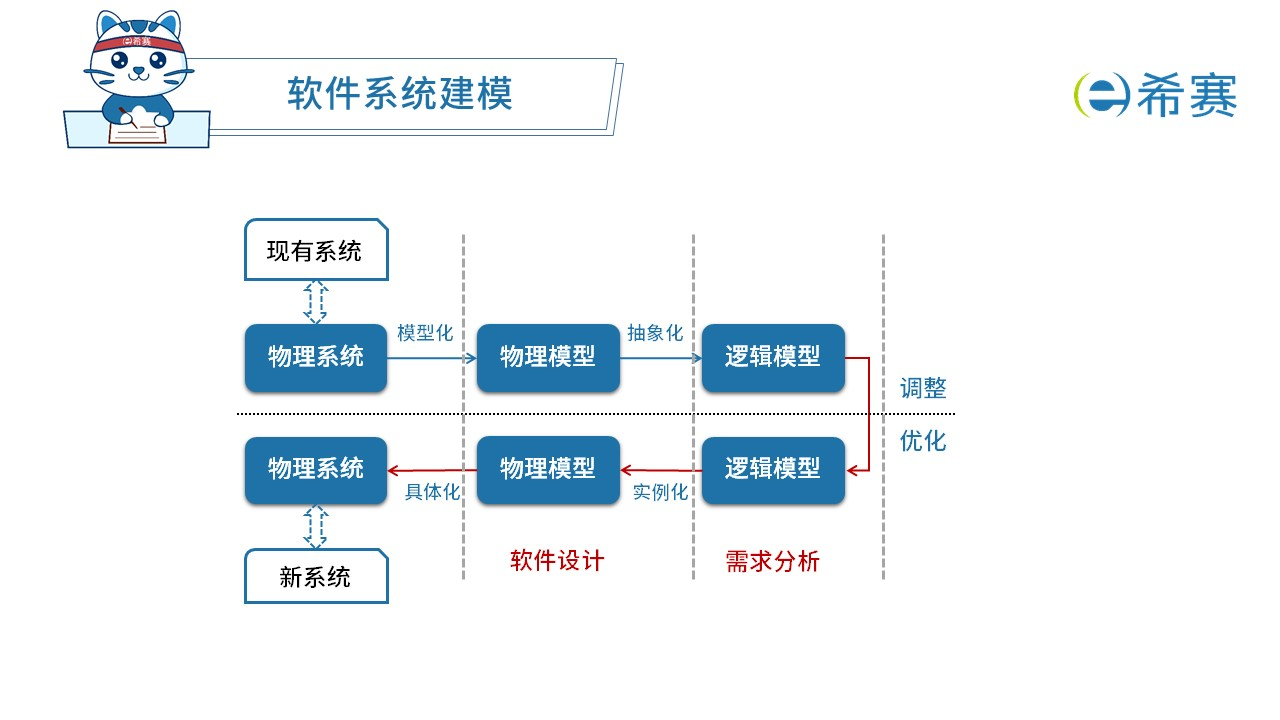 希赛
软件系统建模
希赛
现有系统
物理系统
模型化
物理模型
抽象化
逻辑模型
调整
优化
物理系统
具体化
物理模型
实例化
逻辑模型
新系统
软件设计
需求分析